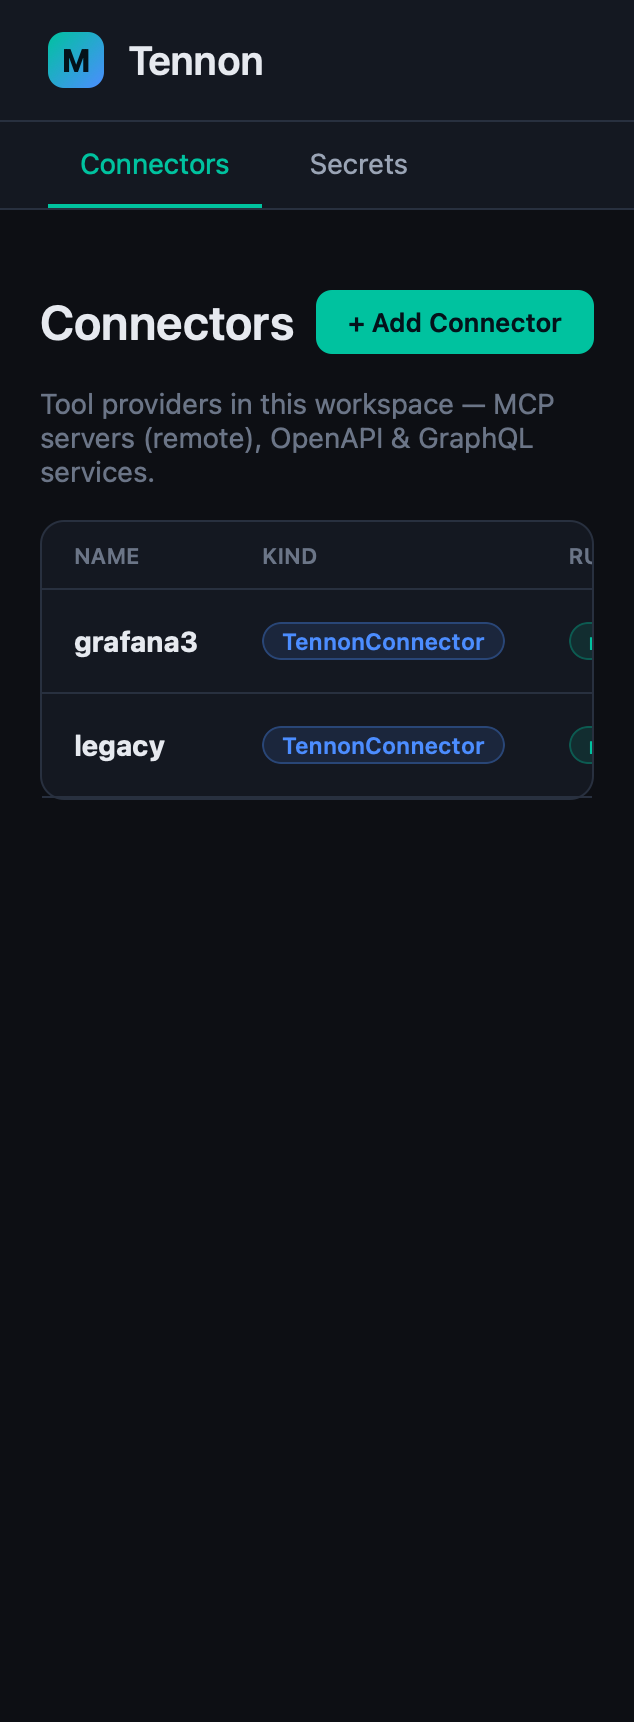 M Tennon
Connectors Secrets
Connectors + Add Connector
Tool providers in this workspace — MCP
servers (remote), OpenAPI & GraphQL
services.
NAME KIND
grafana3 TennonConnector
legacy TennonConnector